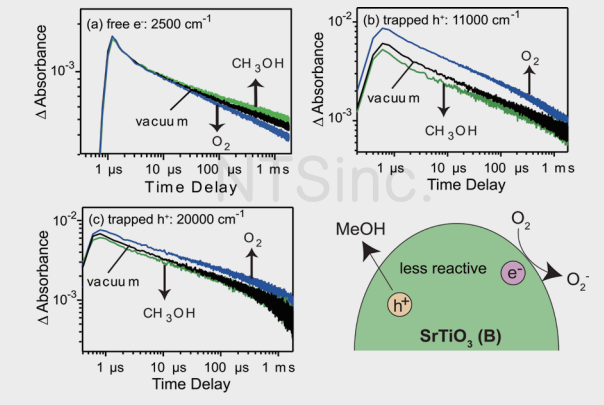 (a) free e⁻: 2500 cm⁻¹
Δ Absorbance
10⁻³
CH₃OH
vacuum
O₂
1 μs 10 μs 100 μs 1 ms
Time Delay
(b) trapped h⁺: 11000 cm⁻¹
Δ Absorbance
10⁻²
10⁻³
O₂
vacuum
CH₃OH
1 μs 10 μs 100 μs 1 ms
Time Delay
NTSinc.
(c) trapped h⁺: 20000 cm⁻¹
Δ Absorbance
10⁻²
10⁻³
O₂
vacuum
CH₃OH
1 μs 10 μs 100 μs 1 ms
Time Delay
MeOH
O₂
less reactive
e⁻
O₂⁻
h⁺
SrTiO₃ (B)